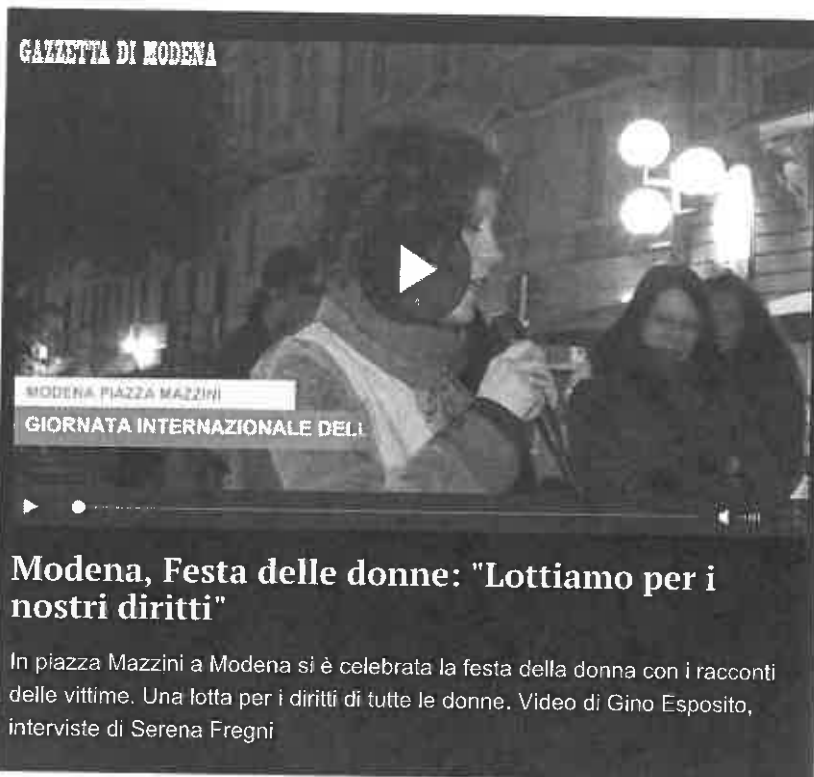 GAZZETTA DI MODENA
MODENA PIAZZA MAZZINI
GIORNATA INTERNAZIONALE DELL
Modena, Festa delle donne: "Lottiamo per i
nostri diritti"
In piazza Mazzini a Modena si è celebrata la festa della donna con i racconti
delle vittime. Una lotta per i diritti di tutte le donne. Video di Gino Esposito,
interviste di Serena Fregni